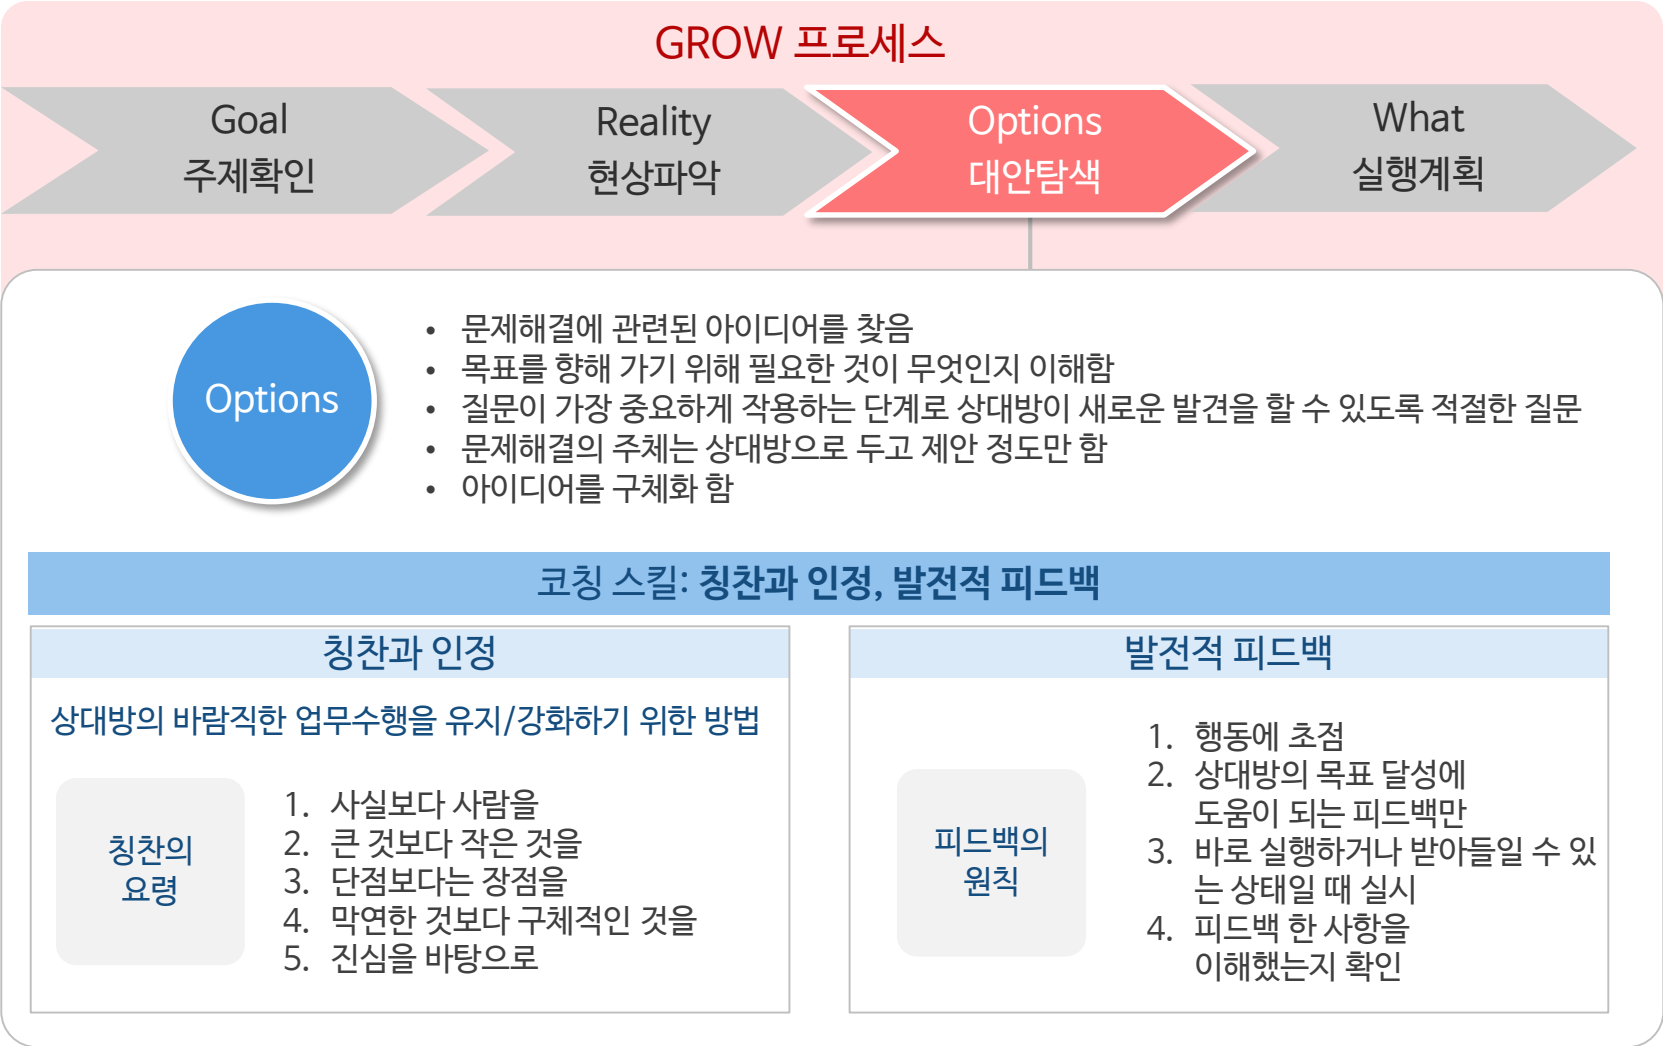 GROW 프로세스
Goal
주제확인
Reality
현상파악
Options
대안탐색
What
실행계획
Options
• 문제해결에 관련된 아이디어를 찾음
• 목표를 향해 가기 위해 필요한 것이 무엇인지 이해함
• 질문이 가장 중요하게 작용하는 단계로 상대방이 새로운 발견을 할 수 있도록 적절한 질문
• 문제해결의 주체는 상대방으로 두고 제안 정도만 함
• 아이디어를 구체화 함
코칭 스킬: 칭찬과 인정, 발전적 피드백
칭찬과 인정
상대방의 바람직한 업무수행을 유지/강화하기 위한 방법
칭찬의
요령
1. 사실보다 사람을
2. 큰 것보다 작은 것을
3. 단점보다는 장점을
4. 막연한 것보다 구체적인 것을
5. 진심을 바탕으로
발전적 피드백
피드백의
원칙
1. 행동에 초점
2. 상대방의 목표 달성에
도움이 되는 피드백만
3. 바로 실행하거나 받아들일 수 있
는 상태일 때 실시
4. 피드백 한 사항을
이해했는지 확인